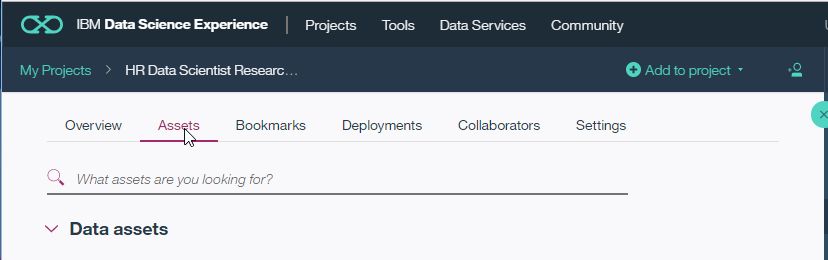 IBM Data Science Experience Projects Tools Data Services Community
My Projects > HR Data Scientist Researc... Add to project
Overview Assets Bookmarks Deployments Collaborators Settings
What assets are you looking for?
Data assets